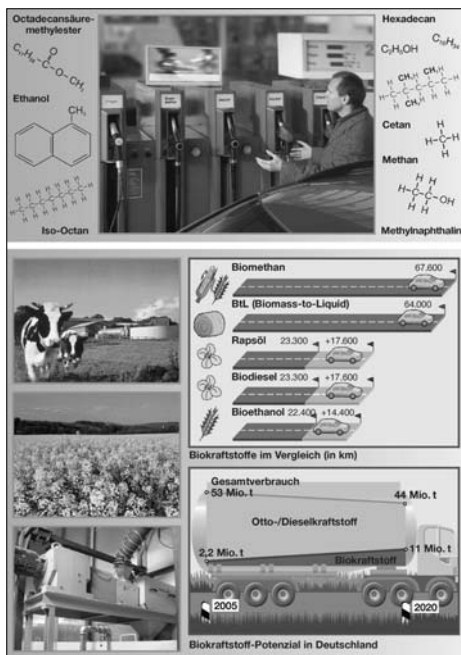 Octadecansäure-
methylester
Ethanol
CH₃
Iso-Octan
Hexadecan
C₂H₅OH
C₁₆H₃₄
Cetan
Methan
Methylnaphthalin
Biomethan
67.600
BtL (Biomass-to-Liquid)
64.000
Rapsöl 23.300 +17.600
Biodiesel 23.300 +17.600
Bioethanol 22.400 +14.400
Biokraftstoffe im Vergleich (in km)
Gesamtverbrauch
53 Mio. t
44 Mio. t
Otto-/Dieselkraftstoff
2,2 Mio. t
11 Mio. t
Biokraftstoff
2005
2020
Biokraftstoff-Potenzial in Deutschland